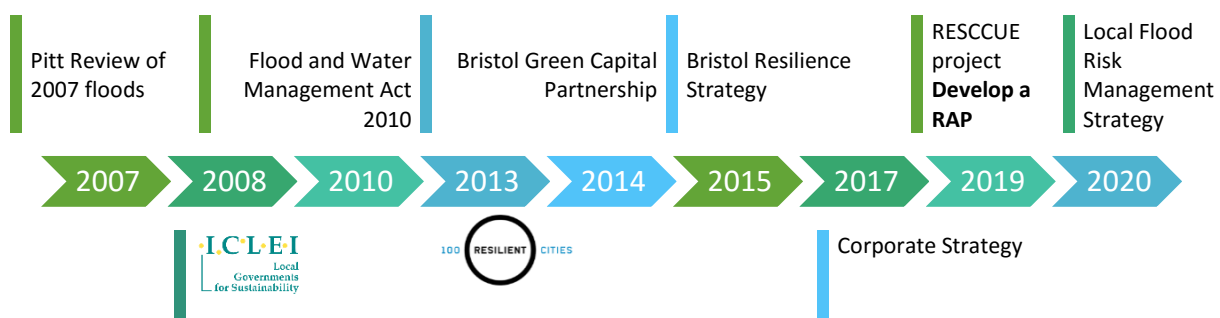 Pitt Review of
2007 floods
Flood and Water
Management Act
2010
Bristol Green Capital
Partnership
Bristol Resilience
Strategy
RESCCUE
project
Develop a
RAP
Local Flood
Risk
Management
Strategy
2007
2008
2010
2013
2014
2015
2017
2019
2020
I.C.L.E.I
Local
Governments
for Sustainability
100 RESILIENT CITIES
Corporate Strategy